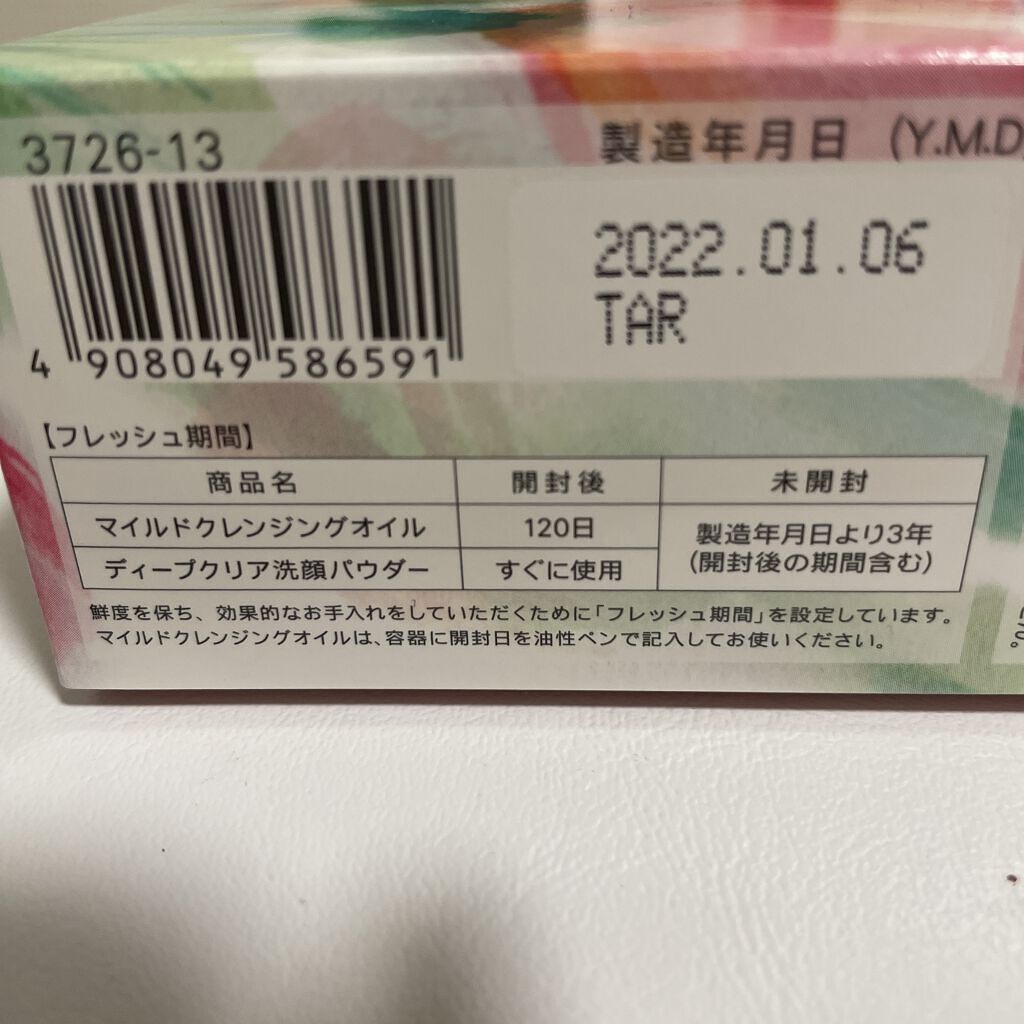 3726-13
製造年月日 (Y.M.D
2022.01.06
TAR
4 908049 586591
【フレッシュ期間】
商品名 開封後 未開封
マイルドクレンジングオイル 120日 製造年月日より3年
ディープクリア洗顔パウダー すぐに使用 (開封後の期間含む)
鮮度を保ち、効果的なお手入れをしていただくために「フレッシュ期間」を設定しています。
マイルドクレンジングオイルは、容器に開封日を油性ペンで記入してお使いください。